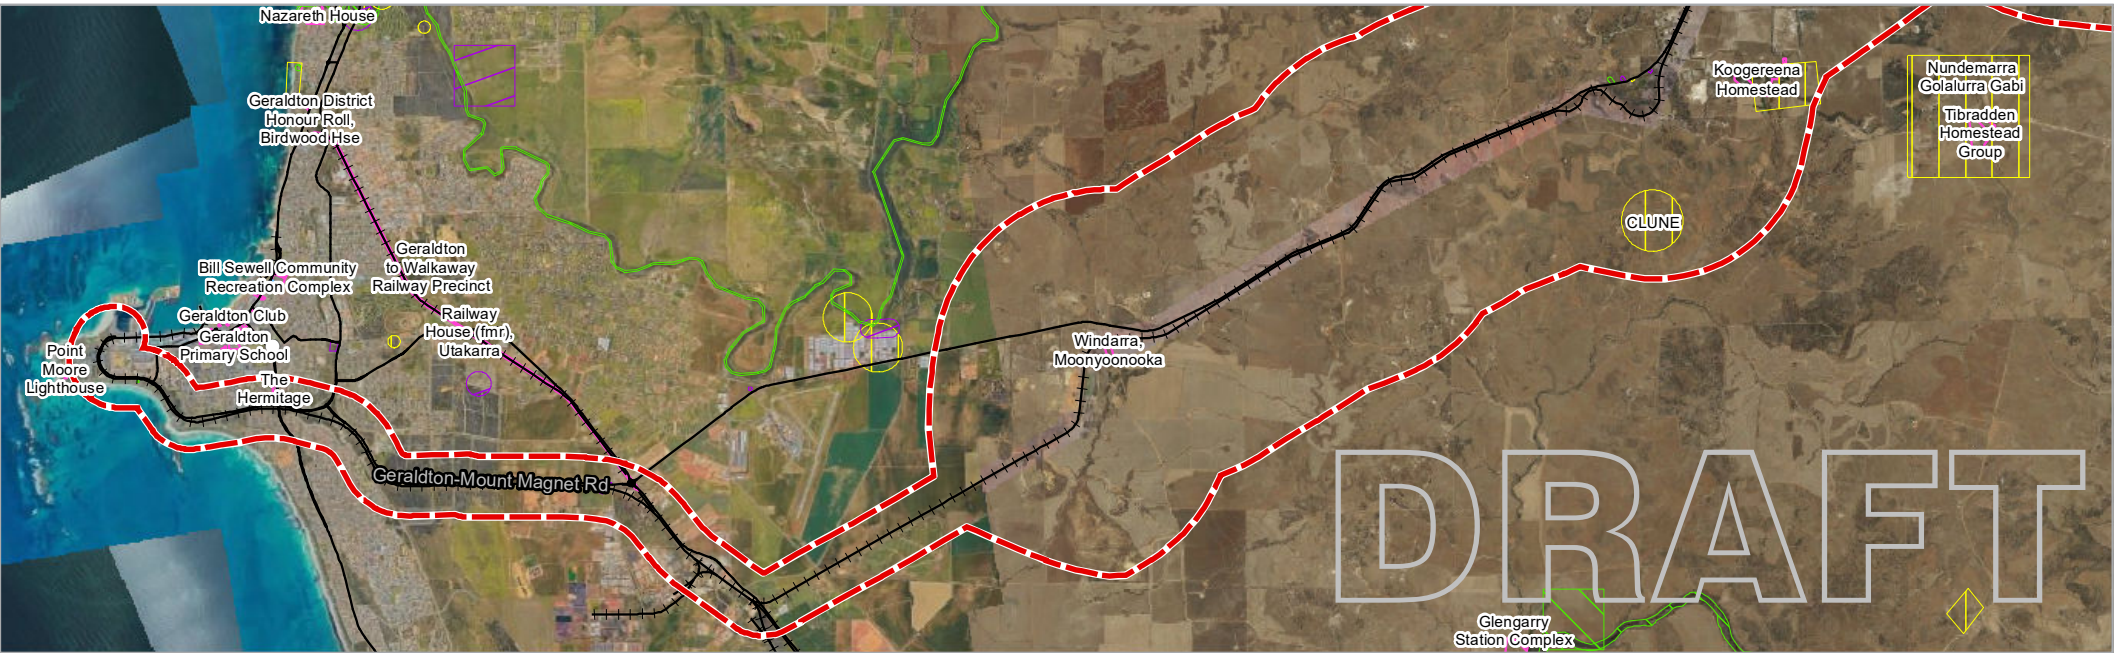 Nazareth House
Geraldton District
Honour Roll,
Birdwood Hse
Geraldton
to Walkaway
Railway Precinct
Bill Sewell Community
Recreation Complex
Geraldton Club
Geraldton
Primary School
Railway
House (fmr),
Utakarra
Point
Moore
Lighthouse
The
Hermitage
Geraldton-Mount Magnet Rd
Windarra,
Moonyoonooka
Koogereena
Homestead
Nundemarra
Golalurra Gabi
Tibradden
Homestead
Group
CLUNE
DRAFT
Glengarry
Station Complex